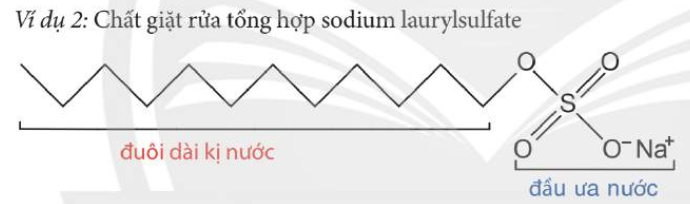 Ví dụ 2: Chất giặt rửa tổng hợp sodium laurylsulfate
O O
S
O O⁻ Na⁺
đuôi dài kị nước
đầu ưa nước